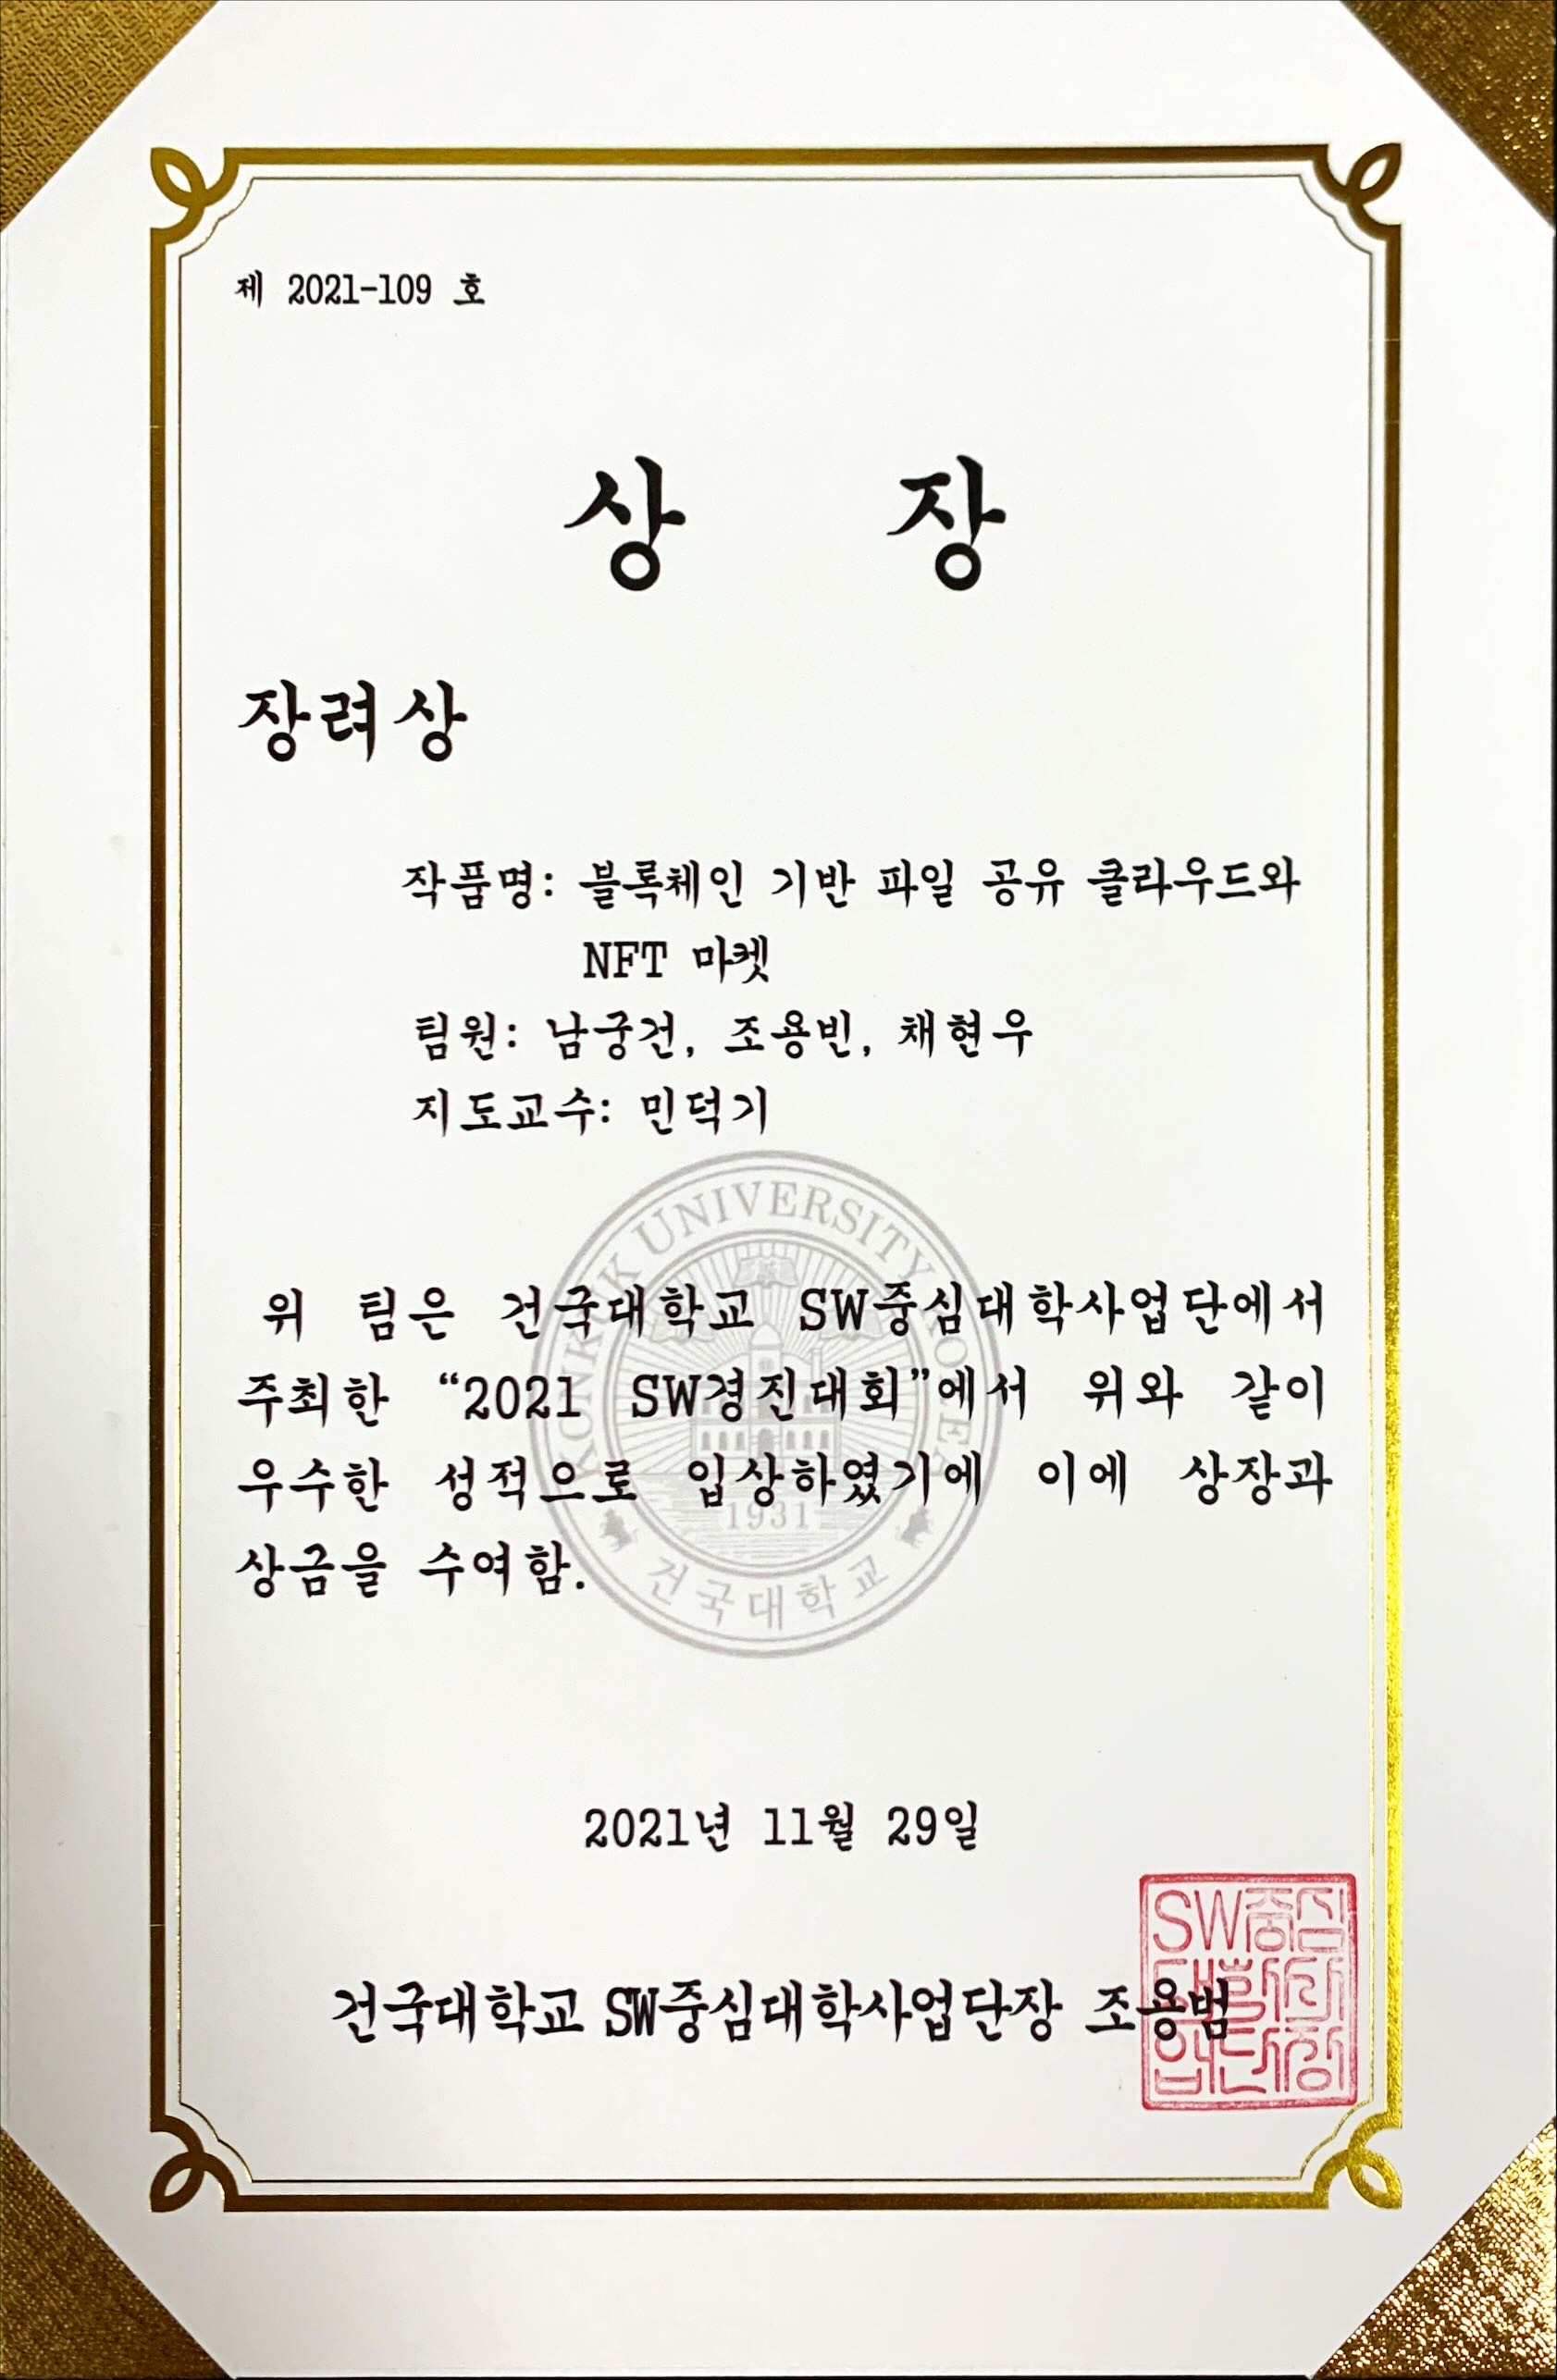 제 2021-109 호
상 장
장려상
작품명: 블록체인 기반 파일 공유 클라우드와
NFT 마켓
팀원: 남궁건, 조용빈, 채현우
지도교수: 민덕기
KONKUK UNIVERSITY KOREA
위 팀은 건국대학교 SW중심대학사업단에서
주최한 “2021 SW경진대회”에서 위와 같이
우수한 성적으로 입상하였기에 이에 상장과
1931
상금을 수여함.
건국대학교
2021년 11월 29일
건국대학교 SW중심대학사업단장 조용범
SW중심
대학사
업단장